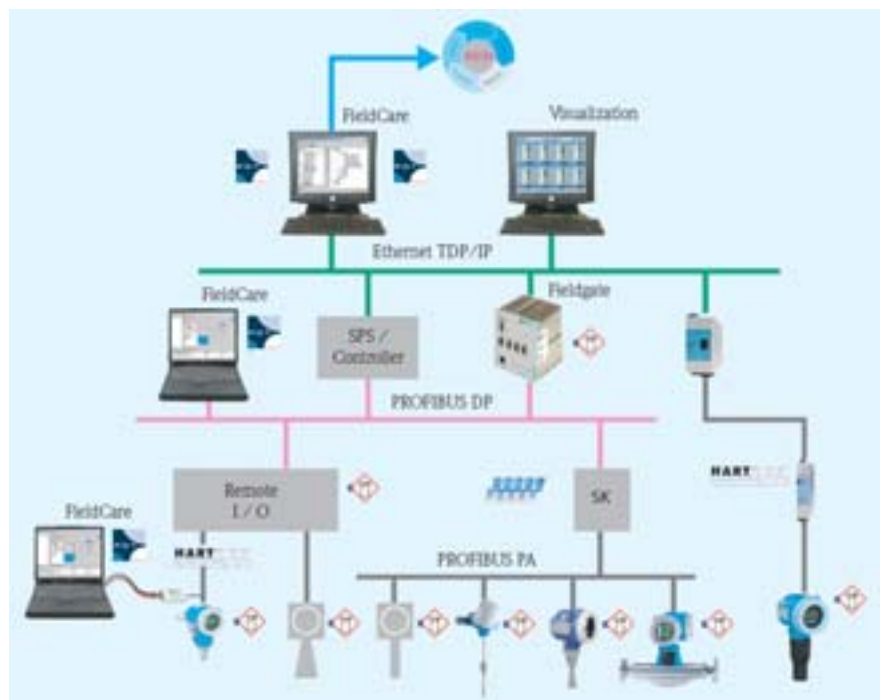 FieldCare
Visualization
Ethernet TDP/IP
FieldCare
Fieldgate
SPS /
Controller
PROFIBUS DP
Remote
I / O
SK
HART
FieldCare
HART
PROFIBUS PA